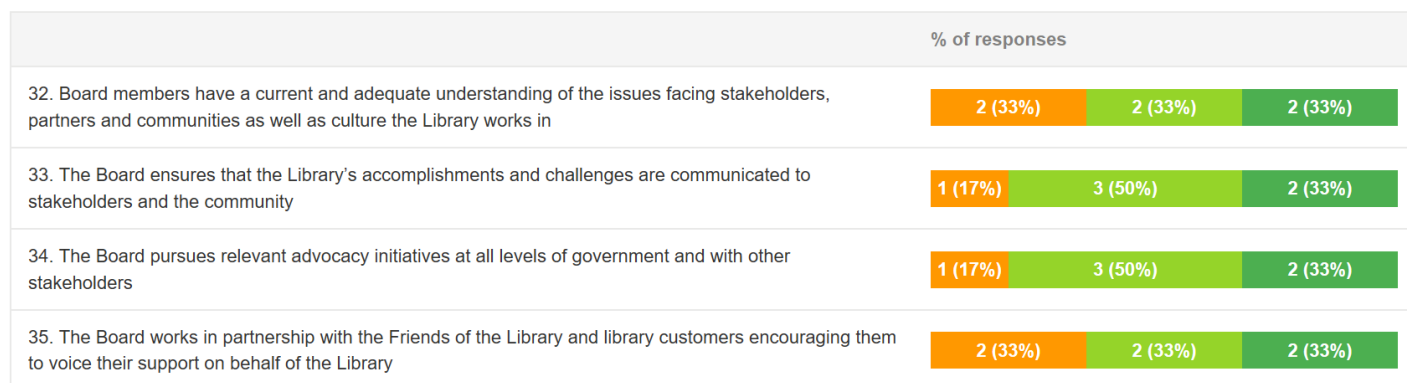 % of responses
32. Board members have a current and adequate understanding of the issues facing stakeholders,
partners and communities as well as culture the Library works in
2 (33%) 2 (33%) 2 (33%)
33. The Board ensures that the Library’s accomplishments and challenges are communicated to
stakeholders and the community
1 (17%) 3 (50%) 2 (33%)
34. The Board pursues relevant advocacy initiatives at all levels of government and with other
stakeholders
1 (17%) 3 (50%) 2 (33%)
35. The Board works in partnership with the Friends of the Library and library customers encouraging them
to voice their support on behalf of the Library
2 (33%) 2 (33%) 2 (33%)